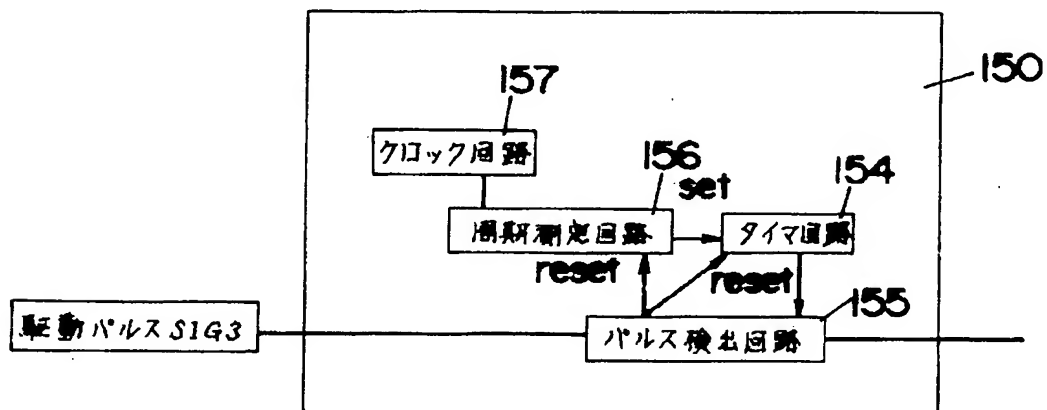 150
157
クロック回路
156
set
154
周期測定回路
タイマ回路
reset
reset
155
駆動パルスSIG3
パルス検出回路